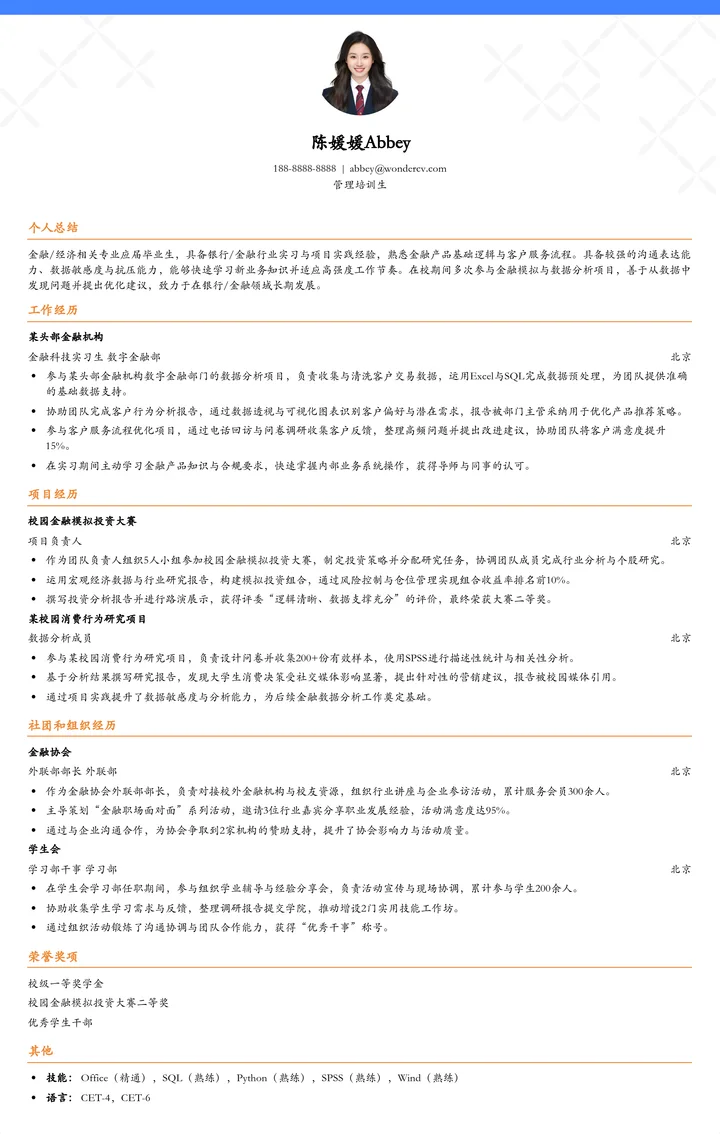 陈媛媛Abbey
188-8888-8888 | abbey@wondercv.com
管理培训生
个人总结
金融/经济相关专业应届毕业生，具备银行/金融行业实习与项目实践经验，熟悉金融产品基础逻辑与客户服务流程。具备较强的沟通表达能
力、数据敏感度与抗压能力，能够快速学习新业务知识并适应高强度工作节奏。在校期间多次参与金融模拟与数据分析项目，善于从数据中
发现问题并提出优化建议，致力于在银行/金融领域长期发展。
工作经历
某头部金融机构
金融科技实习生 数字金融部 北京
• 参与某头部金融机构数字金融部门的数据分析项目，负责收集与清洗客户交易数据，运用Excel与SQL完成数据预处理，为团队提供准确
的基础数据支持。
• 协助团队完成客户行为分析报告，通过数据透视与可视化图表识别客户偏好与潜在需求，报告被部门主管采纳用于优化产品推荐策略。
• 参与客户服务流程优化项目，通过电话回访与问卷调研收集客户反馈，整理高频问题并提出改进建议，协助团队将客户满意度提升
15%。
• 在实习期间主动学习金融产品知识与合规要求，快速掌握内部业务系统操作，获得导师与同事的认可。
项目经历
校园金融模拟投资大赛
项目负责人 北京
• 作为团队负责人组织5人小组参加校园金融模拟投资大赛，制定投资策略并分配研究任务，协调团队成员完成行业分析与个股研究。
• 运用宏观经济数据与行业研究报告，构建模拟投资组合，通过风险控制与仓位管理实现组合收益率排名前10%。
• 撰写投资分析报告并进行路演展示，获得评委“逻辑清晰、数据支撑充分”的评价，最终荣获大赛二等奖。
某校园消费行为研究项目
数据分析成员 北京
• 参与某校园消费行为研究项目，负责设计问卷并收集200+份有效样本，使用SPSS进行描述性统计与相关性分析。
• 基于分析结果撰写研究报告，发现大学生消费决策受社交媒体影响显著，提出针对性的营销建议，报告被校园媒体引用。
• 通过项目实践提升了数据敏感度与分析能力，为后续金融数据分析工作奠定基础。
社团和组织经历
金融协会
外联部部长 外联部 北京
• 作为金融协会外联部部长，负责对接校外金融机构与校友资源，组织行业讲座与企业参访活动，累计服务会员300余人。
• 主导策划“金融职场面对面”系列活动，邀请3位行业嘉宾分享职业发展经验，活动满意度达95%。
• 通过与企业沟通合作，为协会争取到2家机构的赞助支持，提升了协会影响力与活动质量。
学生会
学习部干事 学习部 北京
• 在学生会学习部任职期间，参与组织学业辅导与经验分享会，负责活动宣传与现场协调，累计参与学生200余人。
• 协助收集学生学习需求与反馈，整理调研报告提交学院，推动增设2门实用技能工作坊。
• 通过组织活动锻炼了沟通协调与团队合作能力，获得“优秀干事”称号。
荣誉奖项
校级一等奖学金
校园金融模拟投资大赛二等奖
优秀学生干部
其他
• 技能： Office（精通）, SQL（熟练）, Python（熟练）, SPSS（熟练）, Wind（熟练）
• 语言： CET-4，CET-6